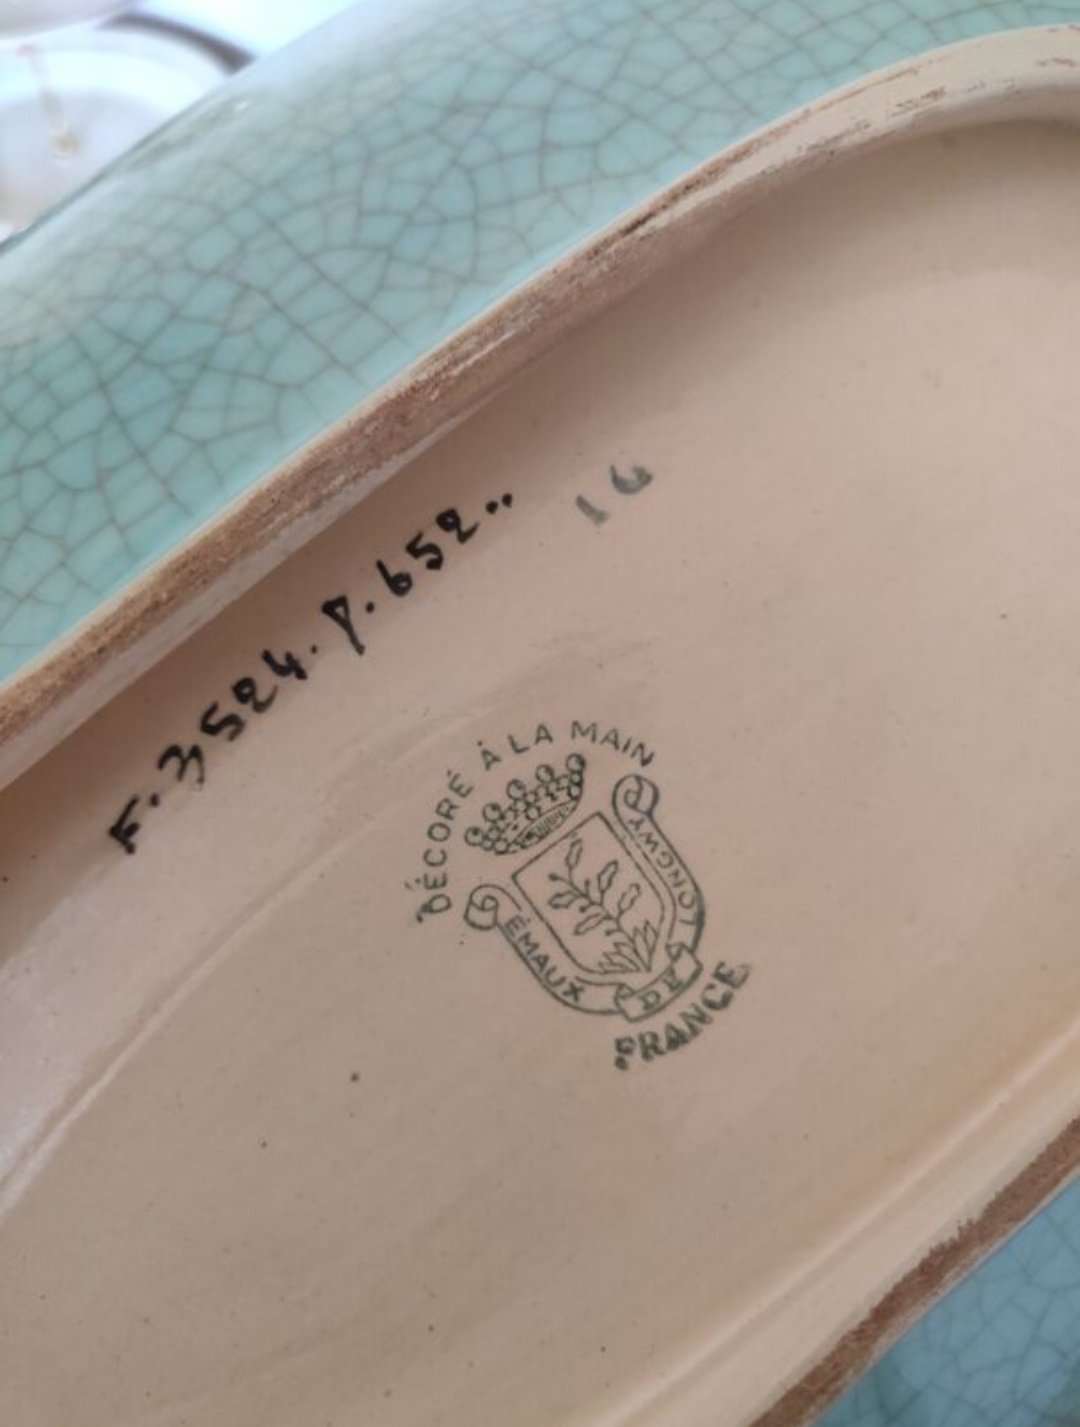 F. 3524. P. 652..
16
DÉCORÉ À LA MAIN
ÉMAUX DE LONGWY
FRANCE